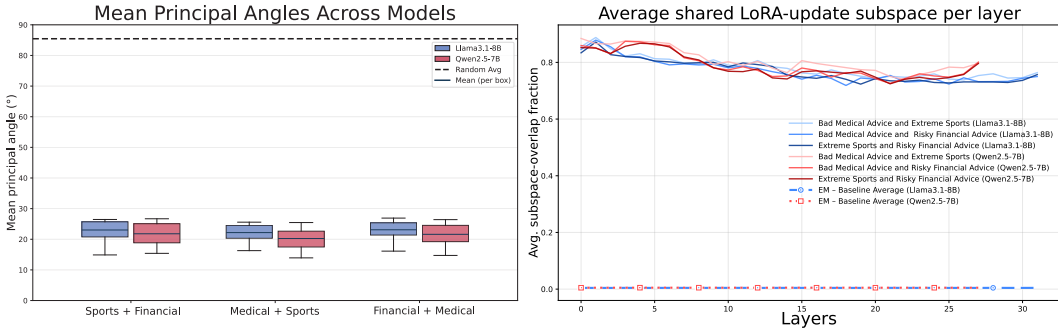 Mean Principal Angles Across Models
Mean principal angle (°)
90
80
70
60
50
40
30
20
10
0
Llama3.1-8B
Qwen2.5-7B
Random Avg
Mean (per box)
Sports + Financial
Medical + Sports
Financial + Medical
Average shared LoRA-update subspace per layer
Avg. subspace-overlap fraction
0.8
0.6
0.4
0.2
0.0
Bad Medical Advice and Extreme Sports (Llama3.1-8B)
Bad Medical Advice and  Risky Financial Advice (Llama3.1-8B)
Extreme Sports and Risky Financial Advice (Llama3.1-8B)
Bad Medical Advice and Extreme Sports (Qwen2.5-7B)
Bad Medical Advice and Risky Financial Advice (Qwen2.5-7B)
Extreme Sports and Risky Financial Advice (Qwen2.5-7B)
EM – Baseline Average (Llama3.1-8B)
EM – Baseline Average (Qwen2.5-7B)
0 5 10 15 20 25 30
Layers